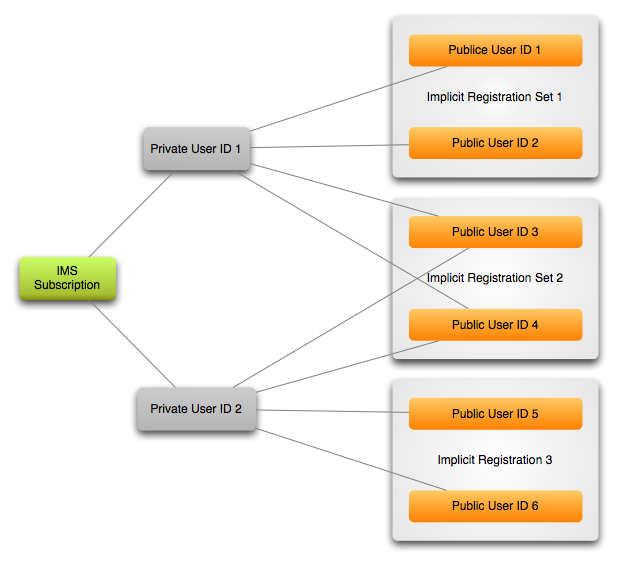 Publice User ID 1
Implicit Registration Set 1
Private User ID 1
Public User ID 2
Public User ID 3
IMS
Subscription
Implicit Registration Set 2
Public User ID 4
Private User ID 2
Public User ID 5
Implicit Registration 3
Public User ID 6